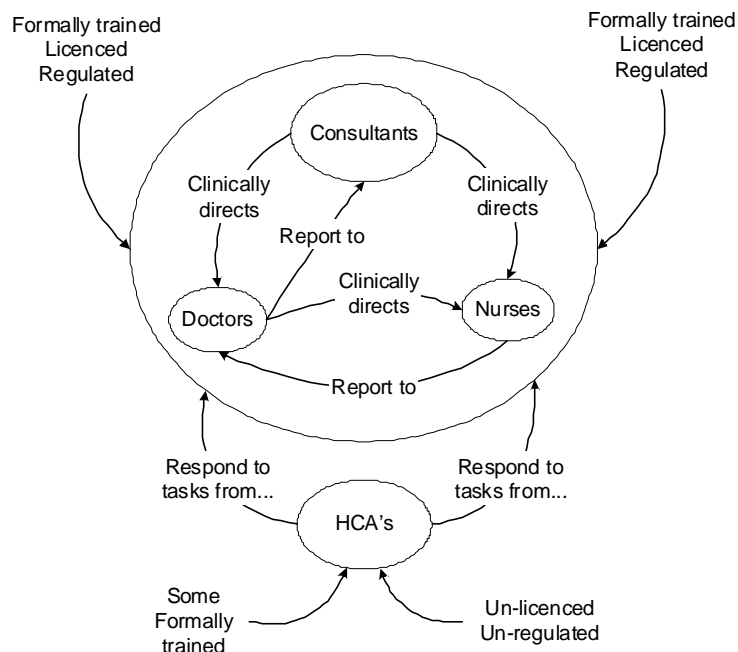 Formally trained
Licenced
Regulated
Formally trained
Licenced
Regulated
Consultants
Clinically
directs
Clinically
directs
Report to
Clinically
directs
Doctors
Nurses
Report to
Respond to
tasks from...
Respond to
tasks from...
HCA's
Some
Formally
trained
Un-licenced
Un-regulated